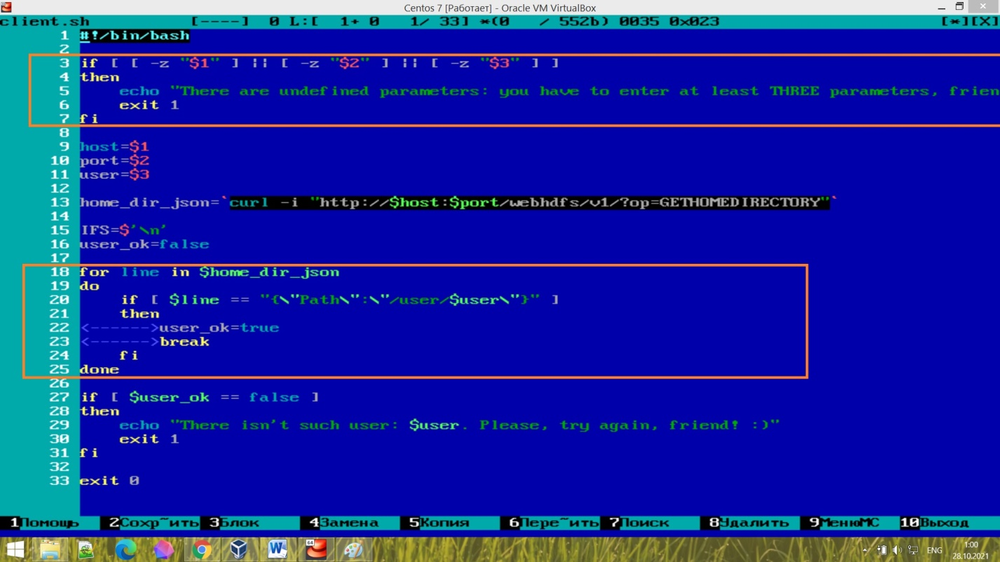 Centos 7 [Работает] - Oracle VM VirtualBox
client.sh [----] 0 L:[ 1+ 0 1/ 33] *(0 / 552b) 0035 0x023 [*][X]
1 #!/bin/bash
2
3 if [ [ -z "$1" ] || [ -z "$2" ] || [ -z "$3" ] ]
4 then
5 echo "There are undefined parameters: you have to enter at least THREE parameters, frien
6 exit 1
7 fi
8
9 host=$1
10 port=$2
11 user=$3
12
13 home_dir_json=`curl -i "http://$host:$port/webhdfs/v1/?op=GETHOMEDIRECTORY"`
14
15 IFS=$'\n'
16 user_ok=false
17
18 for line in $home_dir_json
19 do
20 if [ $line == "{\"Path\":\"/user/$user\"}" ]
21 then
22 <------>user_ok=true
23 <------>break
24 fi
25 done
26
27 if [ $user_ok == false ]
28 then
29 echo "There isn't such user: $user. Please, try again, friend! :)"
30 exit 1
31 fi
32
33 exit 0
1Помощь 2Сохр~ить 3Блок 4Замена 5Копия 6Пере~ить 7Поиск 8Удалить 9МенюMC 10Выход
64
ENG
1:00
28.10.2021